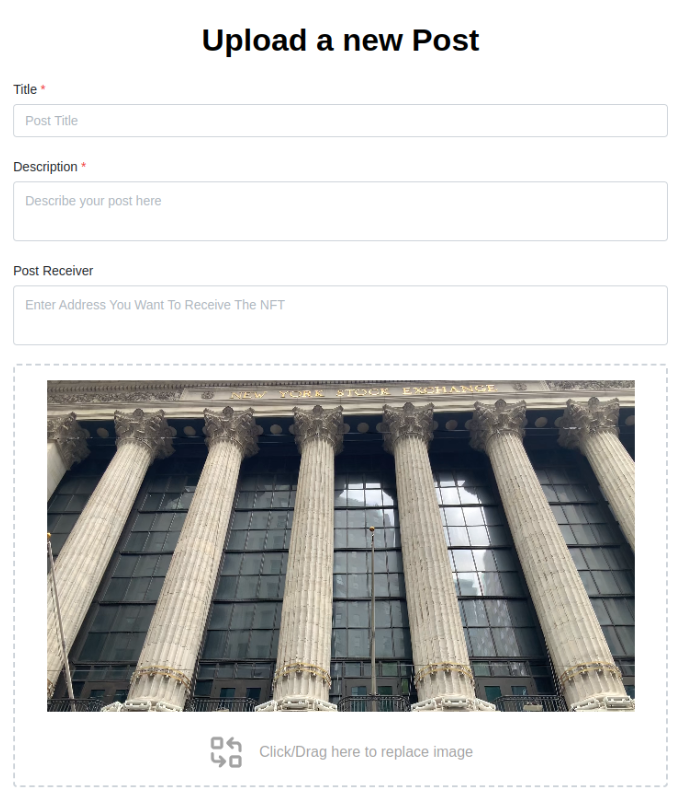 Upload a new Post
Title *
Post Title
Description *
Describe your post here
Post Receiver
Enter Address You Want To Receive The NFT
NEW YORK STOCK EXCHANGE
Click/Drag here to replace image